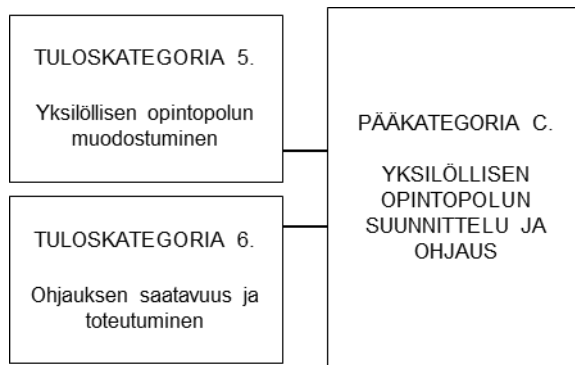 TULOSKATEGORIA 5.
Yksilöllisen opintopolun
muodostuminen
TULOSKATEGORIA 6.
Ohjauksen saatavuus ja
toteutuminen
PÄÄKATEGORIA C.
YKSILÖLLISEN
OPINTOPOLUN
SUUNNITTELU JA
OHJAUS